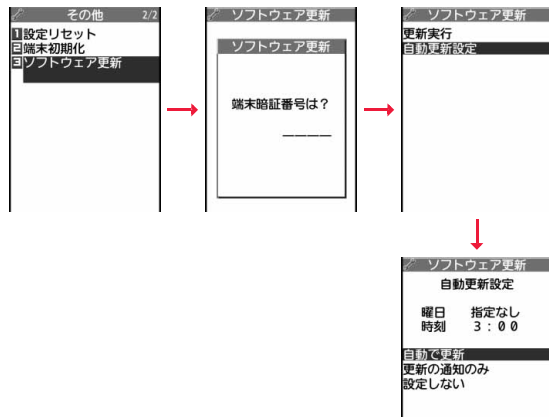 その他 2/2
1設定リセット
2端末初期化
3ソフトウェア更新
ソフトウェア更新
ソフトウェア更新
端末暗証番号は？
____
ソフトウェア更新
更新実行
自動更新設定
ソフトウェア更新
自動更新設定
曜日 指定なし
時刻 3：00
自動で更新
更新の通知のみ
設定しない